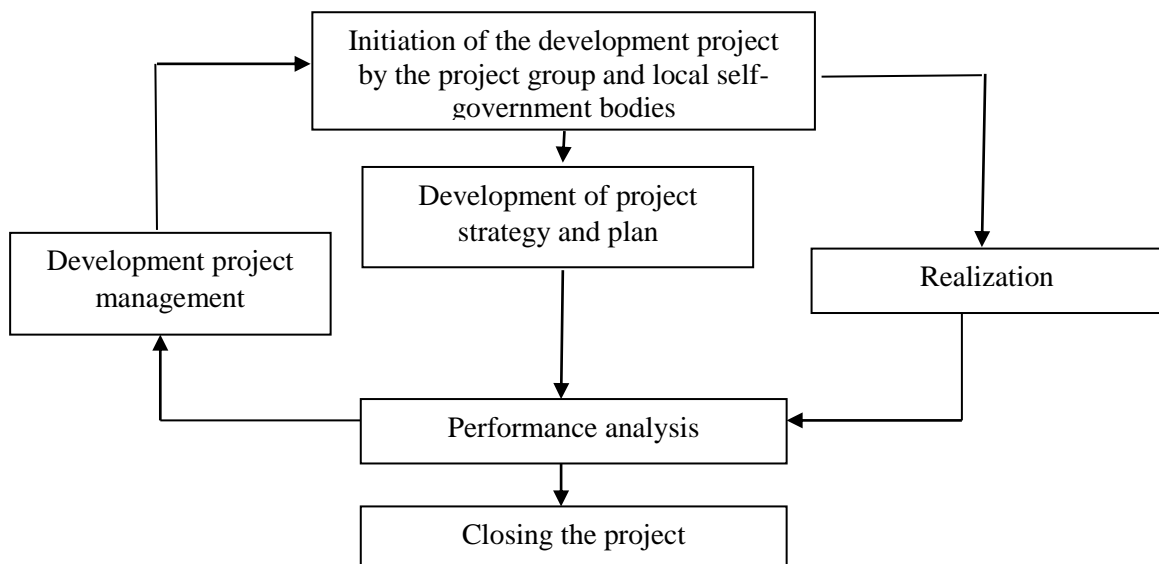 Initiation of the development project
by the project group and local self-
government bodies
Development of project
strategy and plan
Development project
management
Realization
Performance analysis
Closing the project